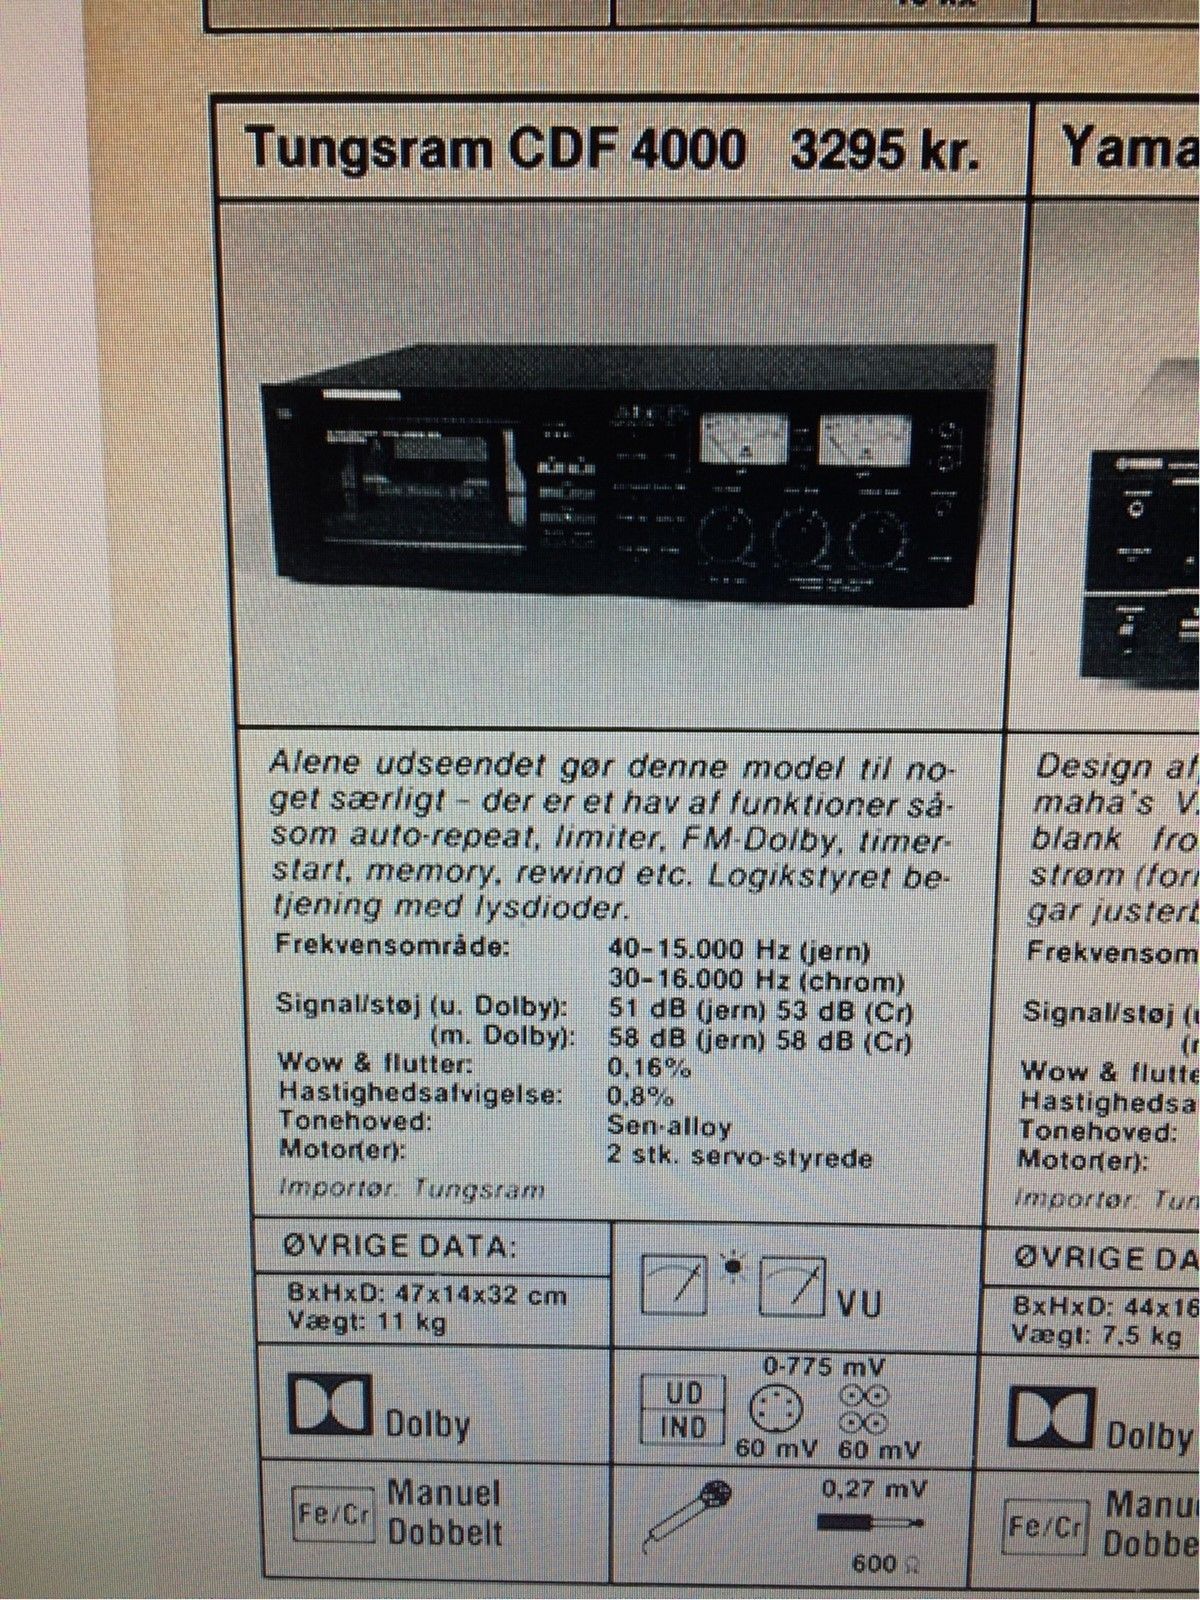 Tungsram CDF 4000 3295 kr.
Alene udseendet gør denne model til no-
get særligt – der er et hav af funktioner så-
som auto-repeat, limiter, FM-Dolby, timer-
start, memory, rewind etc. Logikstyret be-
tjening med lysdioder.
Frekvensområde: 40–15.000 Hz (jern)
30–16.000 Hz (chrom)
Signal/støj (u. Dolby): 51 dB (jern) 53 dB (Cr)
(m. Dolby): 58 dB (jern) 58 dB (Cr)
Wow & flutter: 0,16%
Hastighedsafvigelse: 0,8%
Tonehoved: Sen-alloy
Motor(er): 2 stk. servo-styrede
Importør: Tungsram
ØVRIGE DATA:
BxHxD: 47x14x32 cm
Vægt: 11 kg
VU
Dolby
UD
IND
0-775 mV
60 mV 60 mV
Fe/Cr
Manuel
Dobbelt
0,27 mV
600 Ω
Yama
Design af
maha's V
blank fro
strøm (for
gar justerb
Frekvensom
Signal/støj (
Wow & flutte
Hastighedsa
Tonehoved:
Motor(er):
Importør: Tun
ØVRIGE DA
BxHxD: 44x16
Vægt: 7,5 kg
Dolby
Fe/Cr
Manu
Dobbe